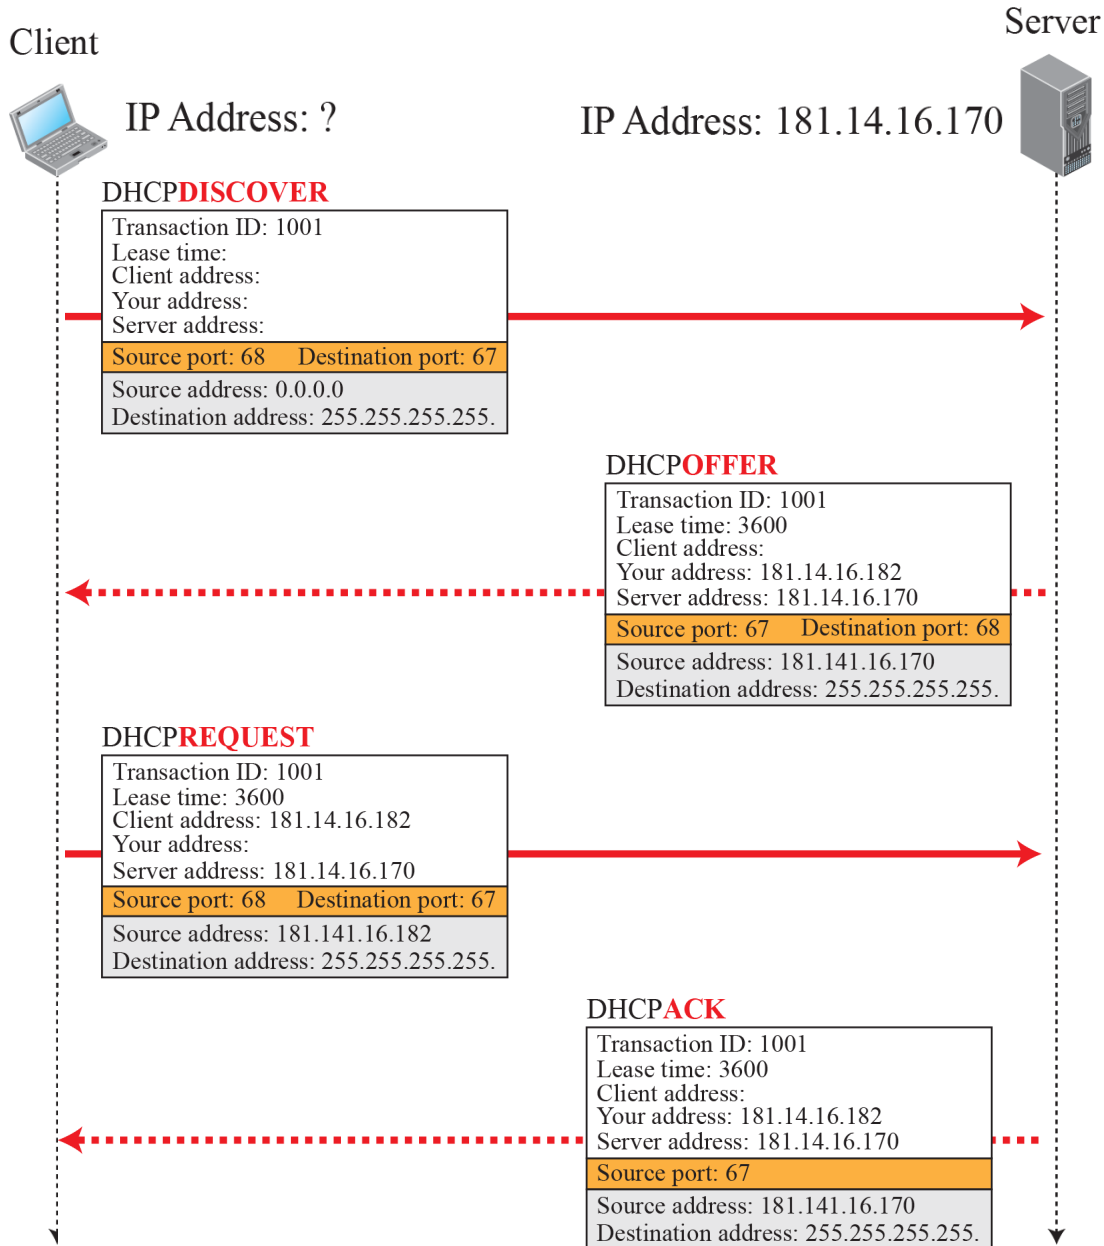 Client
Server
IP Address: ?
IP Address: 181.14.16.170
DHCPDISCOVER
Transaction ID: 1001
Lease time:
Client address:
Your address:
Server address:
Source port: 68 Destination port: 67
Source address: 0.0.0.0
Destination address: 255.255.255.255.
DHCPOFFER
Transaction ID: 1001
Lease time: 3600
Client address:
Your address: 181.14.16.182
Server address: 181.14.16.170
Source port: 67 Destination port: 68
Source address: 181.141.16.170
Destination address: 255.255.255.255.
DHCPREQUEST
Transaction ID: 1001
Lease time: 3600
Client address: 181.14.16.182
Your address:
Server address: 181.14.16.170
Source port: 68 Destination port: 67
Source address: 181.141.16.182
Destination address: 255.255.255.255.
DHCPACK
Transaction ID: 1001
Lease time: 3600
Client address:
Your address: 181.14.16.182
Server address: 181.14.16.170
Source port: 67
Source address: 181.141.16.170
Destination address: 255.255.255.255.